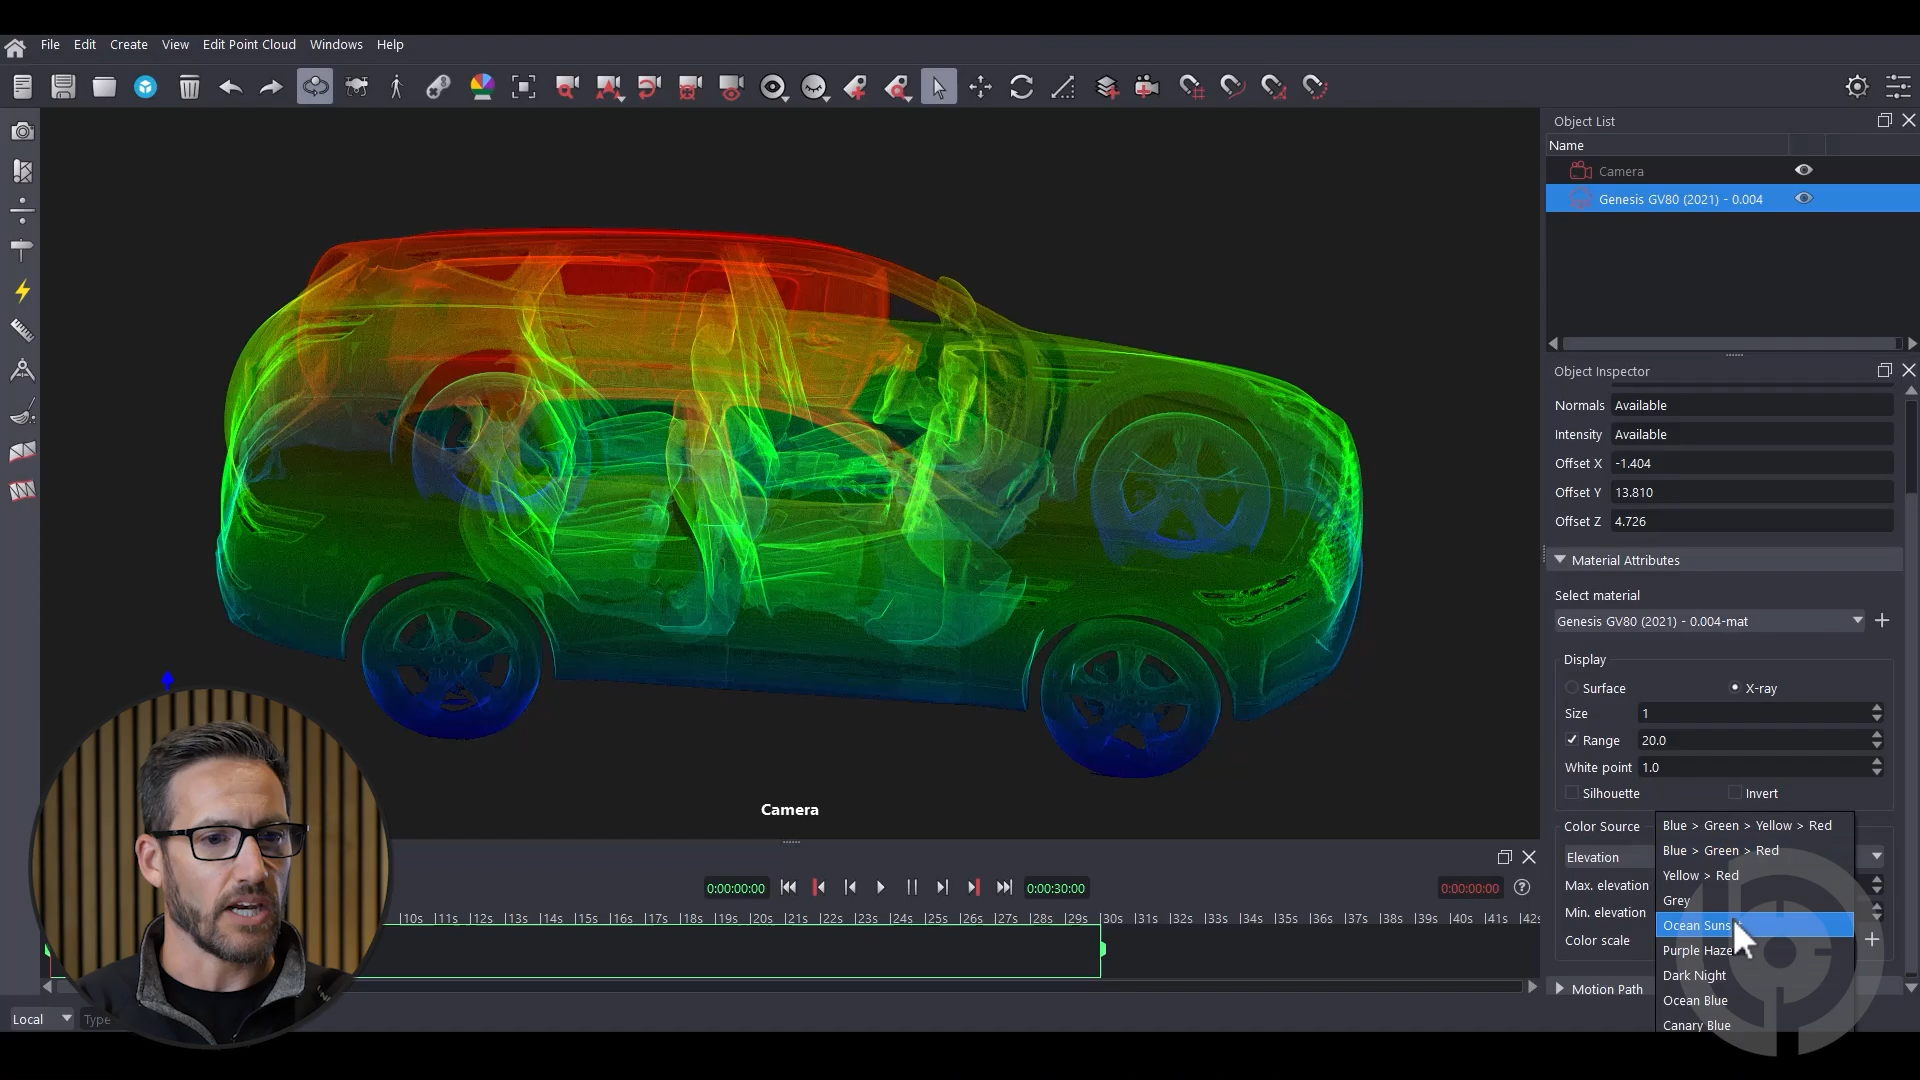 File Edit Create View Edit Point Cloud Windows Help
Object List
Name
Camera
Genesis GV80 (2021) - 0.004
Object Inspector
Normals Available
Intensity Available
Offset X -1.404
Offset Y 13.810
Offset Z 4.726
Material Attributes
Select material
Genesis GV80 (2021) - 0.004-mat
Display
Surface X-ray
Size 1
Range 20.0
White point 1.0
Silhouette Invert
Color Source
Elevation
Max. elevation
Min. elevation
Color scale
Blue > Green > Yellow > Red
Blue > Green > Red
Yellow > Red
Grey
Ocean Suns
Purple Haze
Dark Night
Ocean Blue
Canary Blue
Motion Path
Camera
0:00:00:00 0:00:30:00 0:00:00:00
10s 11s 12s 13s 14s 15s 16s 17s 18s 19s 20s 21s 22s 23s 24s 25s 26s 27s 28s 29s 30s 31s 32s 33s 34s 35s 36s 37s 38s 39s 40s 41s 42s
Local Type